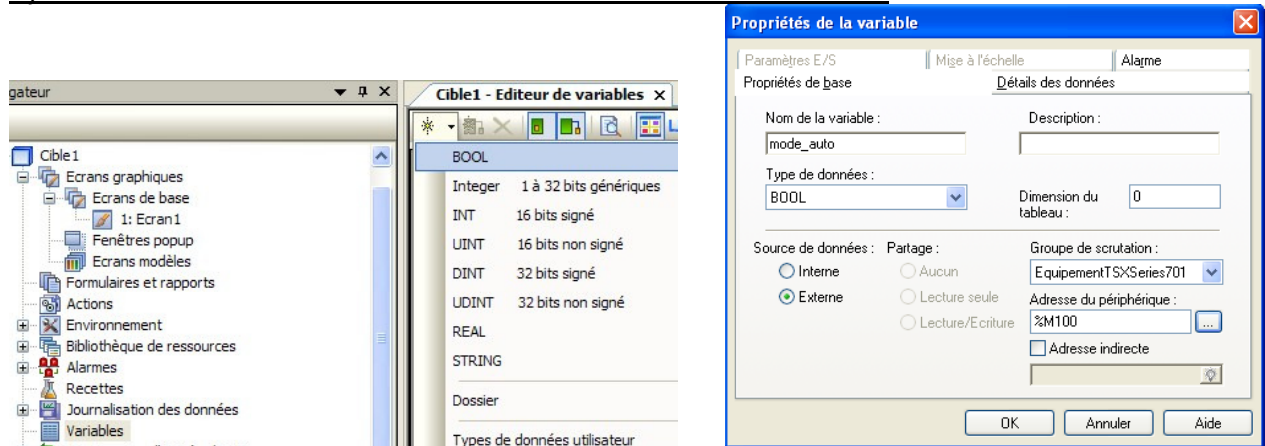 gateur
Cible1
Ecrans graphiques
Ecrans de base
1: Ecran1
Fenêtres popup
Ecrans modèles
Formulaires et rapports
Actions
Environnement
Bibliothèque de ressources
Alarmes
Recettes
Journalisation des données
Variables
Cible1 - Editeur de variables
BOOL
Integer 1 à 32 bits génériques
INT 16 bits signé
UINT 16 bits non signé
DINT 32 bits signé
UDINT 32 bits non signé
REAL
STRING
Dossier
Types de données utilisateur
Propriétés de la variable
Paramètres E/S Mise à l'échelle Alarme
Propriétés de base Détails des données
Nom de la variable : Description :
mode_auto
Type de données :
BOOL Dimension du 0
tableau :
Source de données : Partage : Groupe de scrutation :
Interne Aucun EquipementTSXSeries701
Externe Lecture seule Adresse du périphérique :
Lecture/Ecriture %M100 ...
Adresse indirecte
OK Annuler Aide